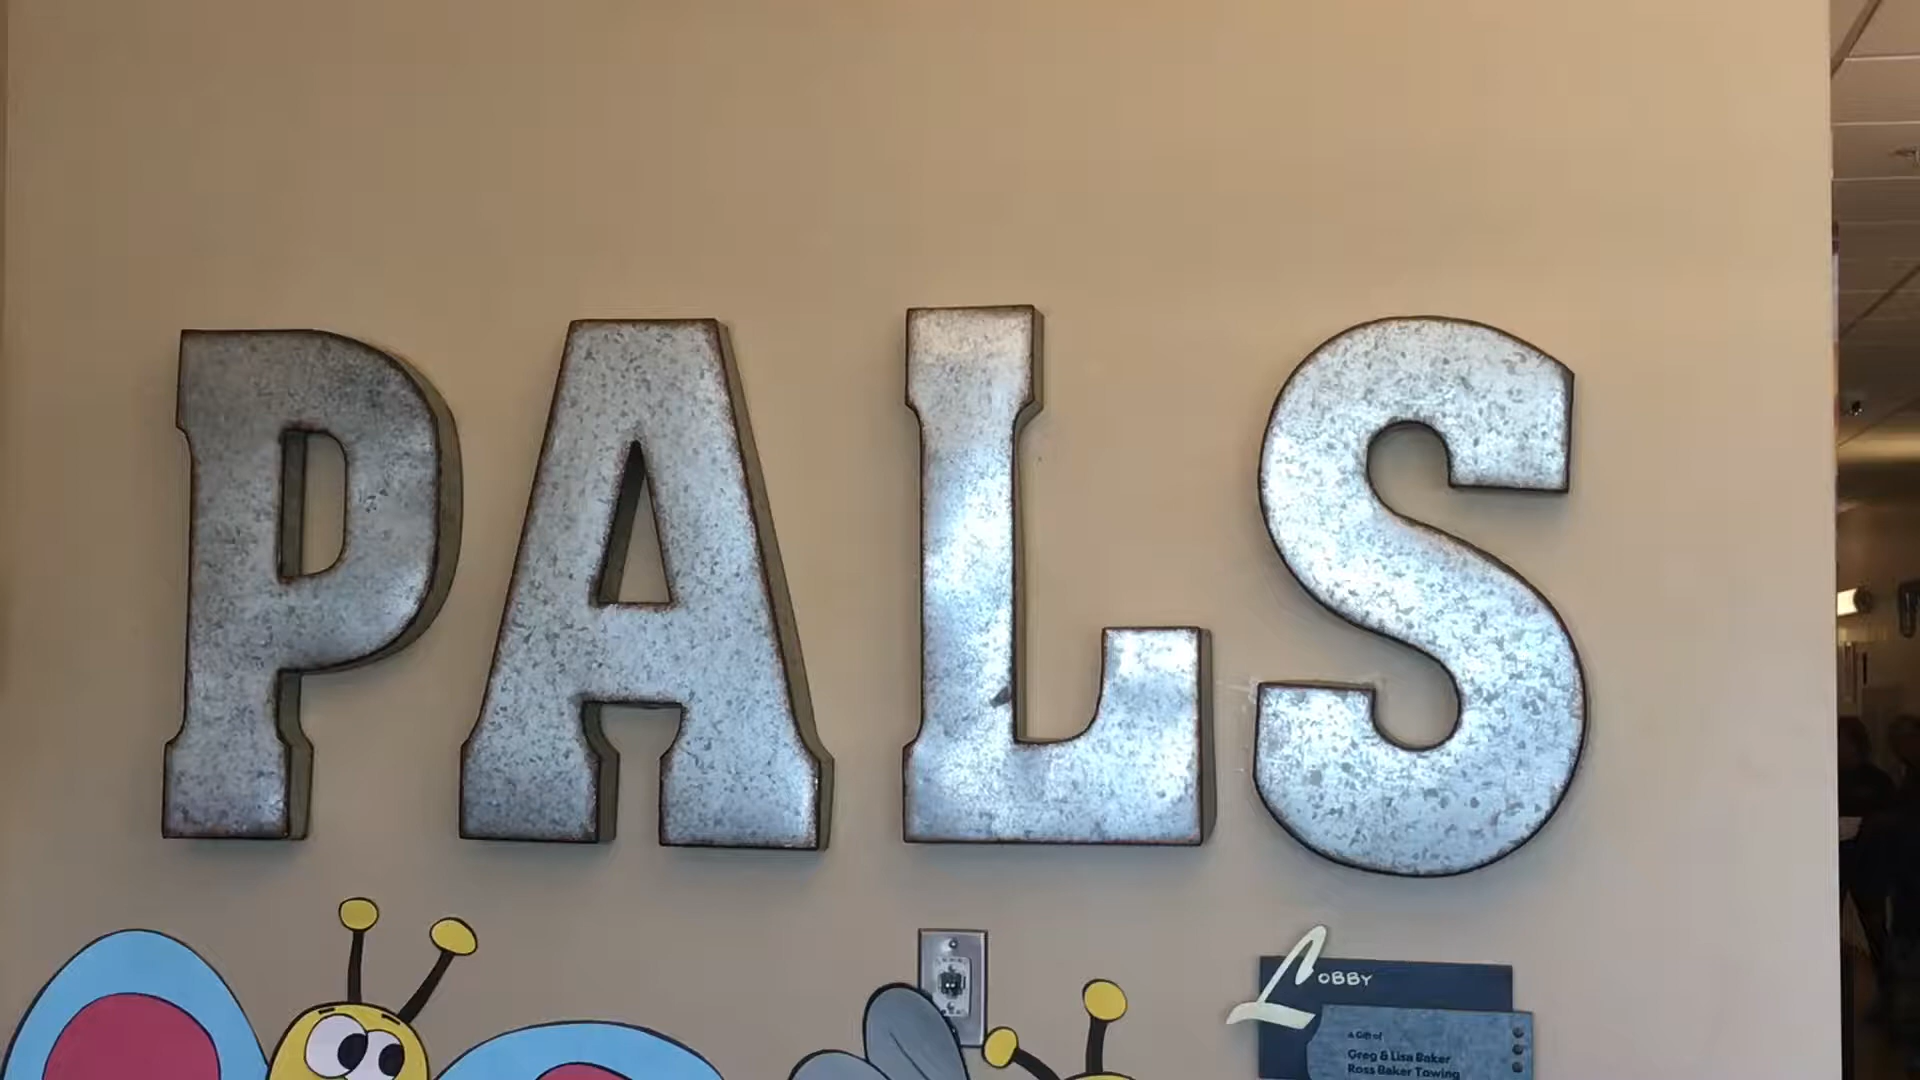 PALS
LOBBY
A Gift of
Greg & Lisa Baker
Ross Baker Towing